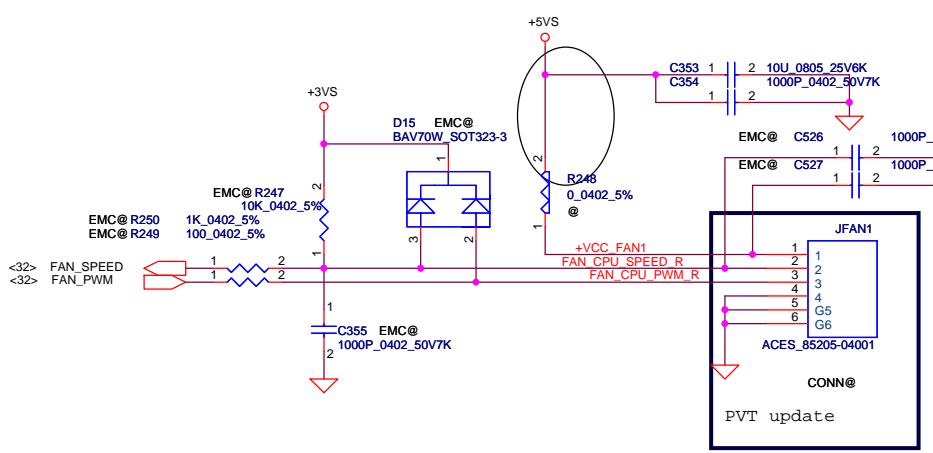 +5VS
C353 1 2 10U_0805_25V6K
C354 1 2 1000P_0402_50V7K
+3VS
D15 EMC@
BAV70W_SOT323-3
1
EMC@ C526 1 2 1000P_
EMC@ C527 1 2 1000P_
2
2
EMC@ R247
10K_0402_5%
R248
0_0402_5%
@
EMC@ R250 1K_0402_5%
EMC@ R249 100_0402_5%
1
3 2
1
JFAN1
+VCC_FAN1 1 1
<32> FAN_SPEED 1 2 FAN_CPU_SPEED_R 2 2
<32> FAN_PWM 1 2 FAN_CPU_PWM_R 3 3
4 4
5 G5
6 G6
1
C355 EMC@
1000P_0402_50V7K
2
ACES_85205-04001
CONN@
PVT update